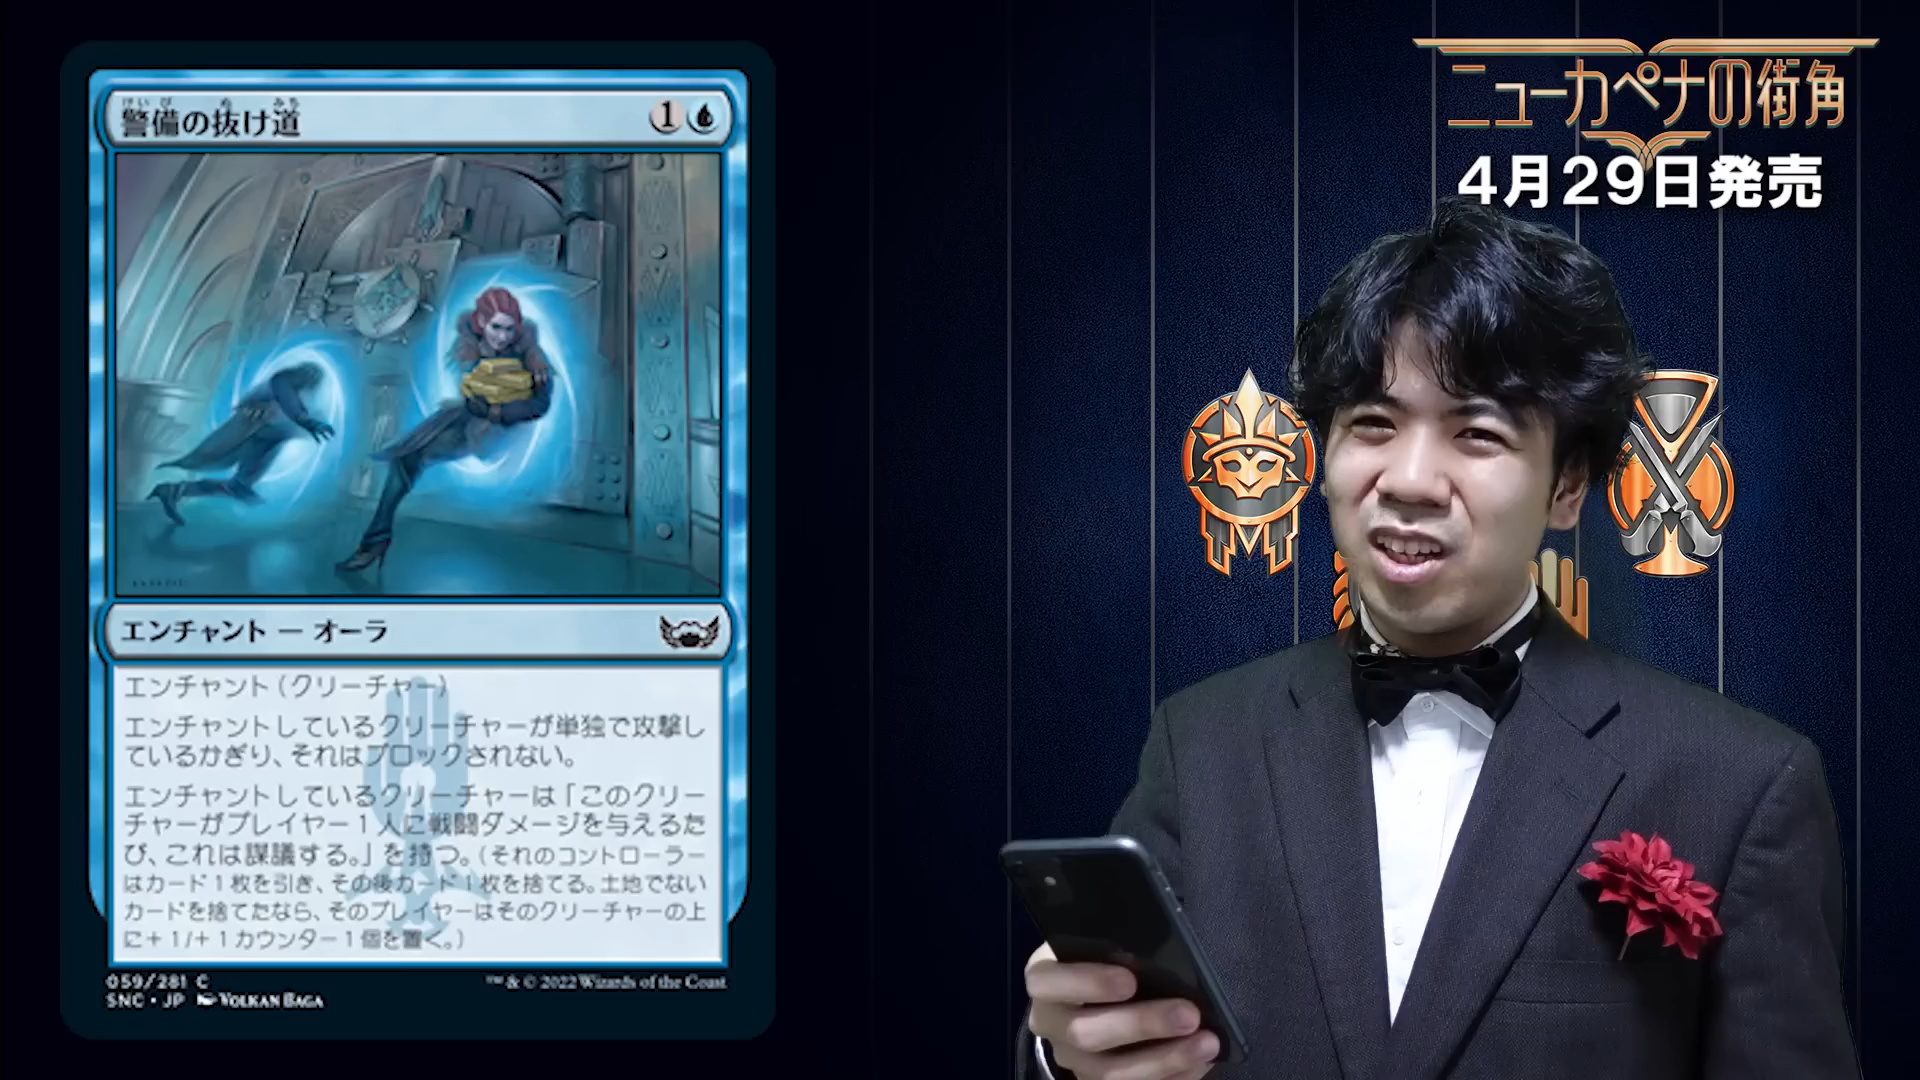 警備の抜け道
けいび ぬ みち
1
エンチャント ― オーラ
エンチャント（クリーチャー）
エンチャントしているクリーチャーが単独で攻撃し
ているかぎり、それはブロックされない。
エンチャントしているクリーチャーは「このクリー
チャーがプレイヤー１人に戦闘ダメージを与えるた
び、これは謀議する。」を持つ。（それのコントローラー
はカード１枚を引き、その後カード１枚を捨てる。土地でない
カードを捨てたなら、そのプレイヤーはそのクリーチャーの上
に＋１/＋１カウンター１個を置く。）
059/281 C
SNC・JP VOLKAN BAGA
™ & © 2022 Wizards of the Coast
ニューカペナの街角
4月29日発売